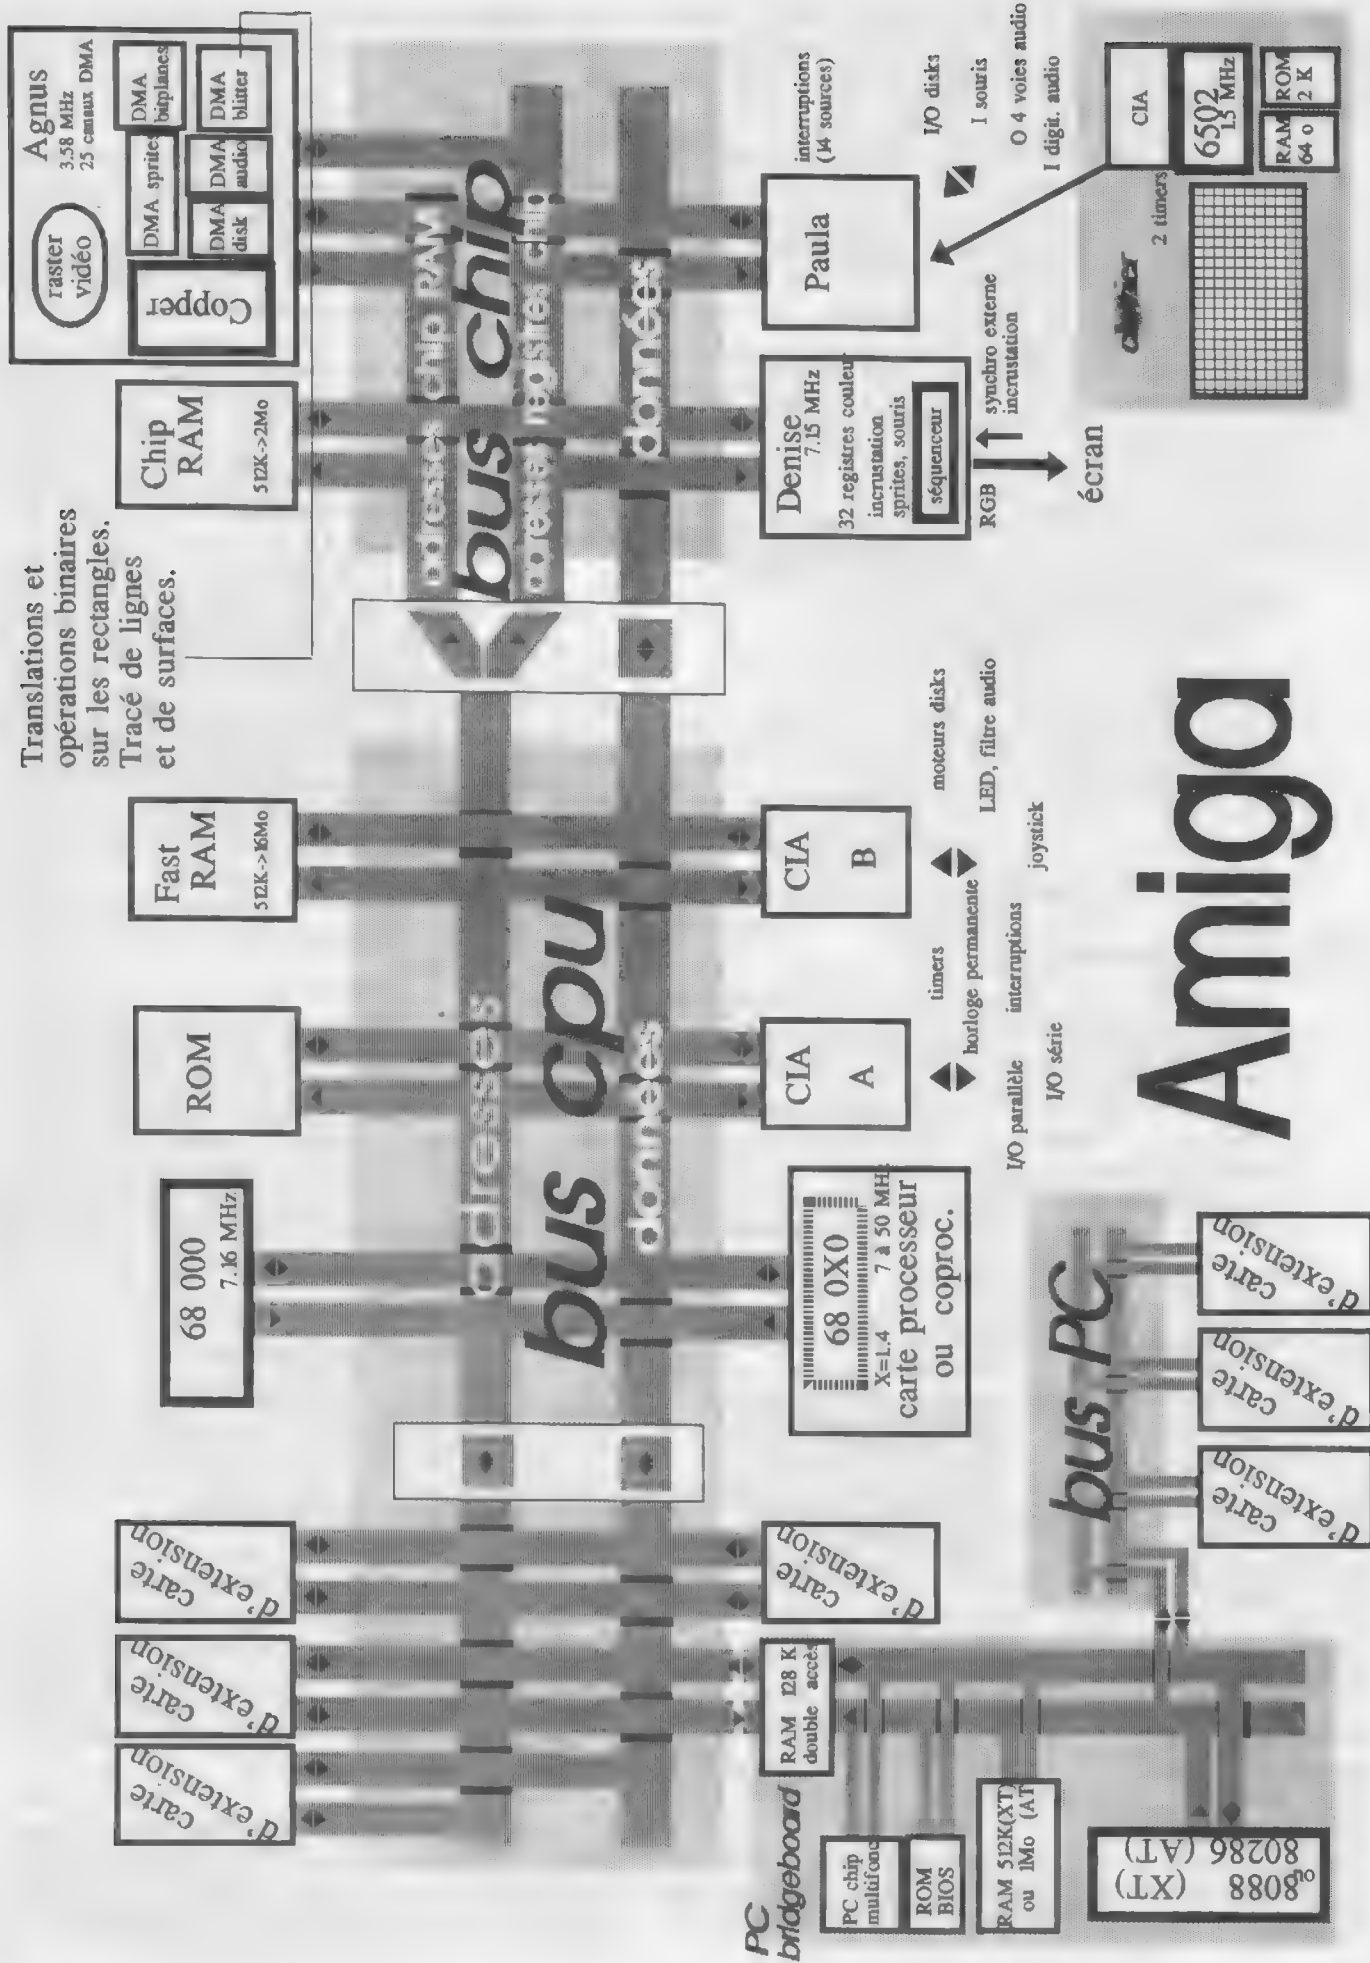 Translations et
opérations binaires
sur les rectangles.
Tracé de lignes
et de surfaces.
Agnus
3.58 MHz
25 canaux DMA
raster
vidéo
DMA sprites
DMA
bitplanes
Copper
DMA
disk
DMA
audio
DMA
blitter
Chip
RAM
512K->2Mo
Fast
RAM
512K->16Mo
ROM
68 000
7.16 MHz
carte
d'extension
carte
d'extension
carte
d'extension
adresses
bus cpu
données
adresses chip RAM
bus chip
adresses registres chip
données
carte
d'extension
68 0X0
X=1.4 7 à 50 MHz
carte processeur
ou coproc.
CIA
A
CIA
B
timers
horloge permanente
I/O parallèle
interruptions
I/O série
moteurs disks
LED, filtre audio
joystick
Denise
7.15 MHz
32 registres couleur
incrustation
sprites, souris
séquenceur
RGB
synchro externe
incrustation
écran
Paula
interruptions
(14 sources)
I/O disks
I souris
O 4 voies audio
I digit. audio
clavier
2 timers
CIA
6502
1.5 MHz
RAM
64 o
ROM
2 K
PC
bridgeboard
RAM 128 K
double accès
PC chip
multifonc
ROM
BIOS
RAM 512K(XT)
ou 1Mo (AT
8088 (XT)
ou
80286 (AT)
bus PC
carte
d'extension
carte
d'extension
carte
d'extension
Amiga